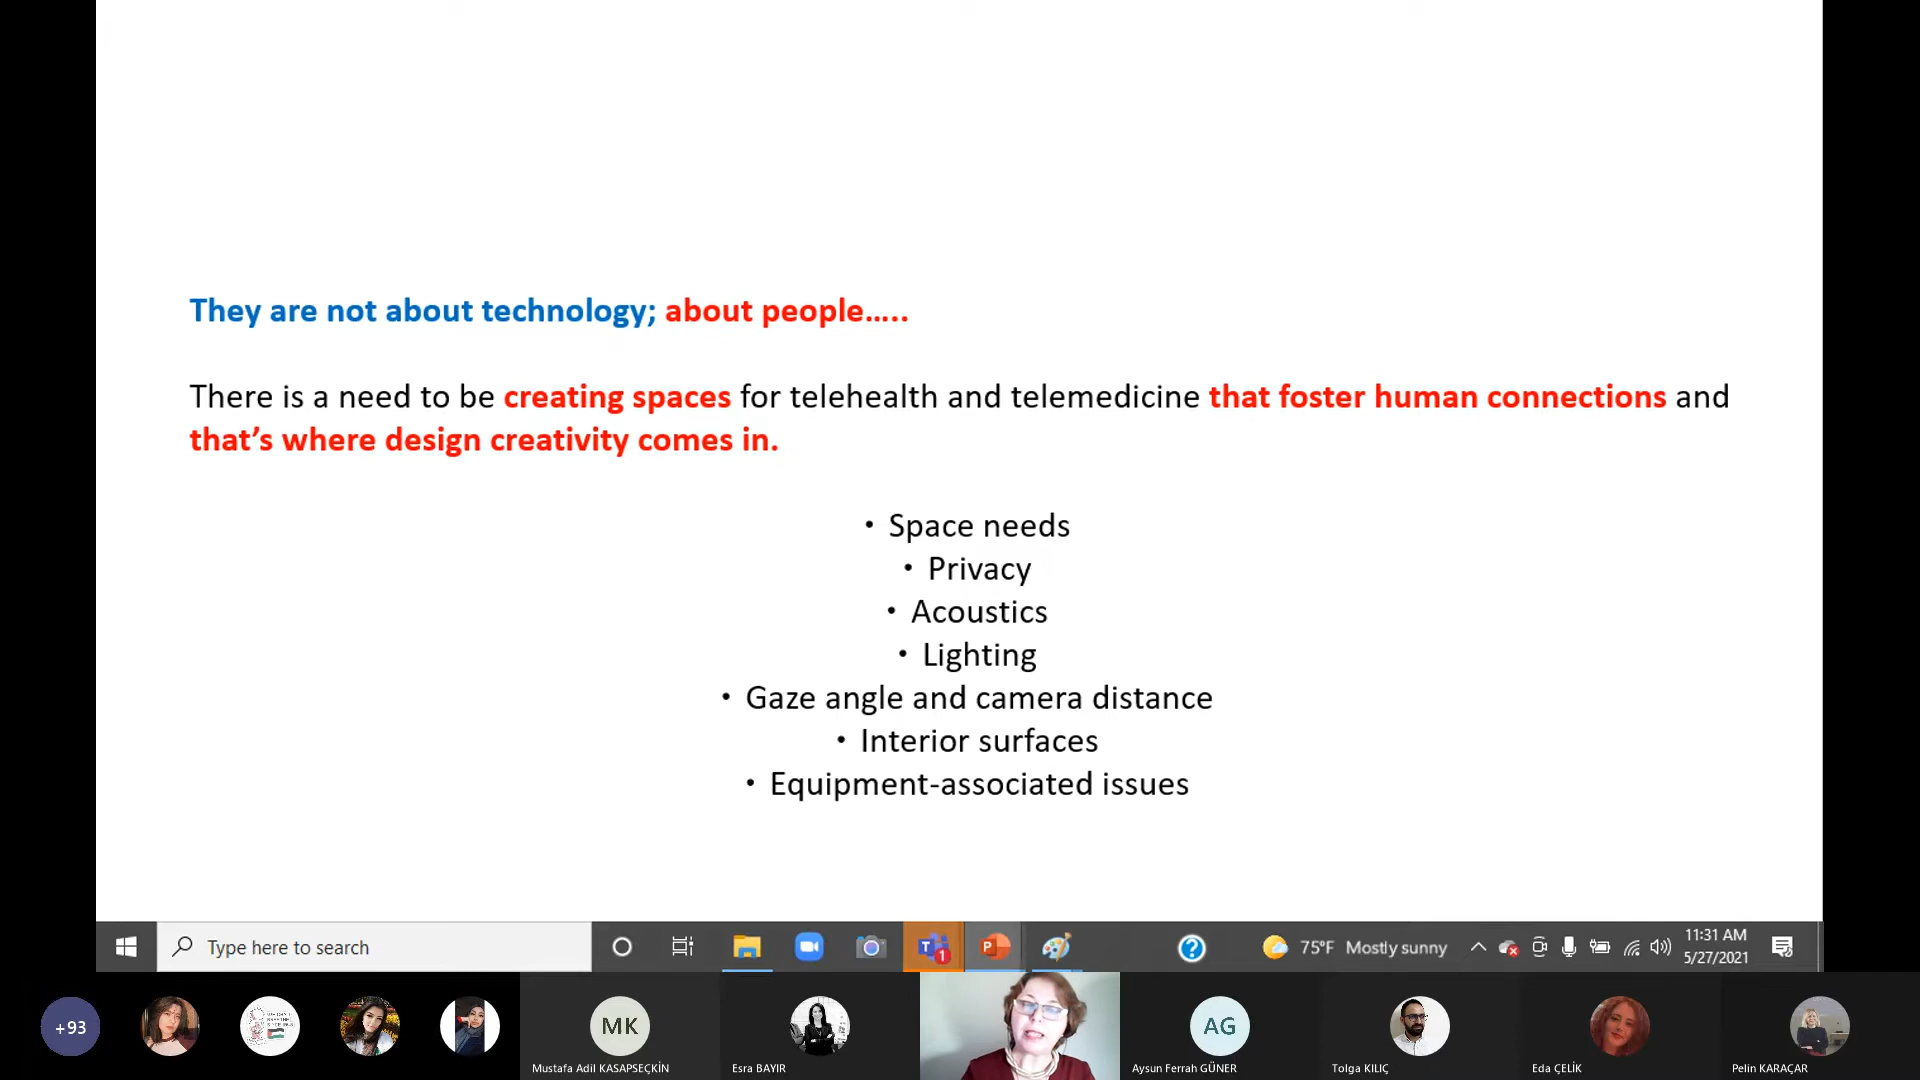 They are not about technology; about people.....
There is a need to be creating spaces for telehealth and telemedicine that foster human connections and
that’s where design creativity comes in.
• Space needs
• Privacy
• Acoustics
• Lighting
• Gaze angle and camera distance
• Interior surfaces
• Equipment-associated issues
Type here to search
1
75°F Mostly sunny
11:31 AM
5/27/2021
+93
MK
AG
Mustafa Adil KASAPSEÇKİN
Esra BAYIR
Aysun Ferrah GÜNER
Tolga KILIÇ
Eda ÇELİK
Pelin KARAÇAR